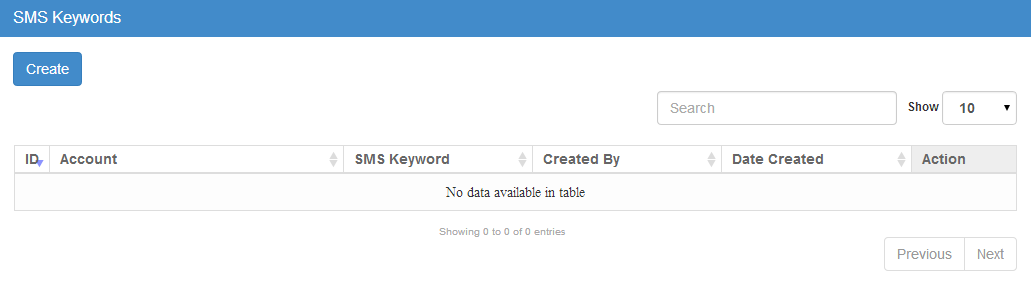 SMS Keywords
Create
Search Show 10
ID Account SMS Keyword Created By Date Created Action
No data available in table
Showing 0 to 0 of 0 entries
Previous Next